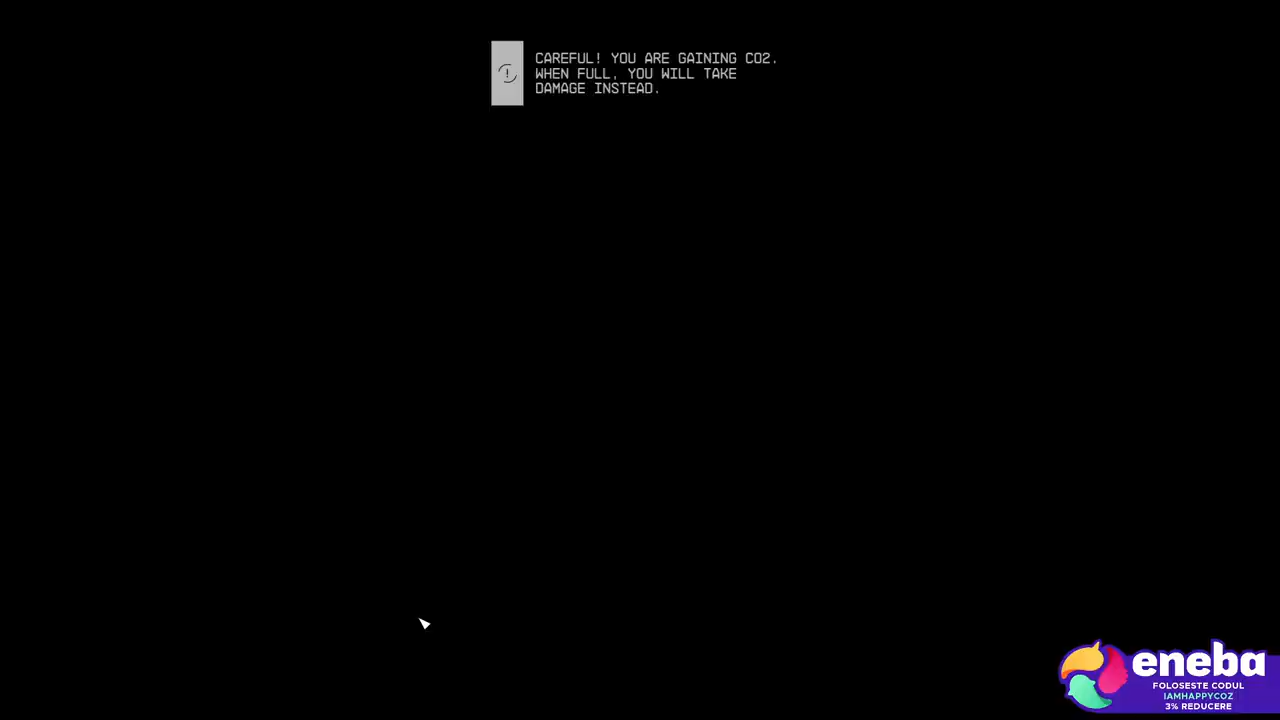 CAREFUL! YOU ARE GAINING CO2.
WHEN FULL, YOU WILL TAKE
DAMAGE INSTEAD.
eneba
FOLOSESTE CODUL
IAMHAPPYCOZ
3% REDUCERE